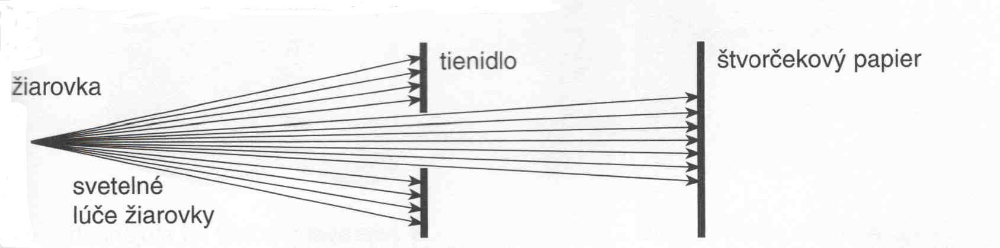 žiarovka
tienidlo
štvorčekový papier
svetelné
lúče žiarovky